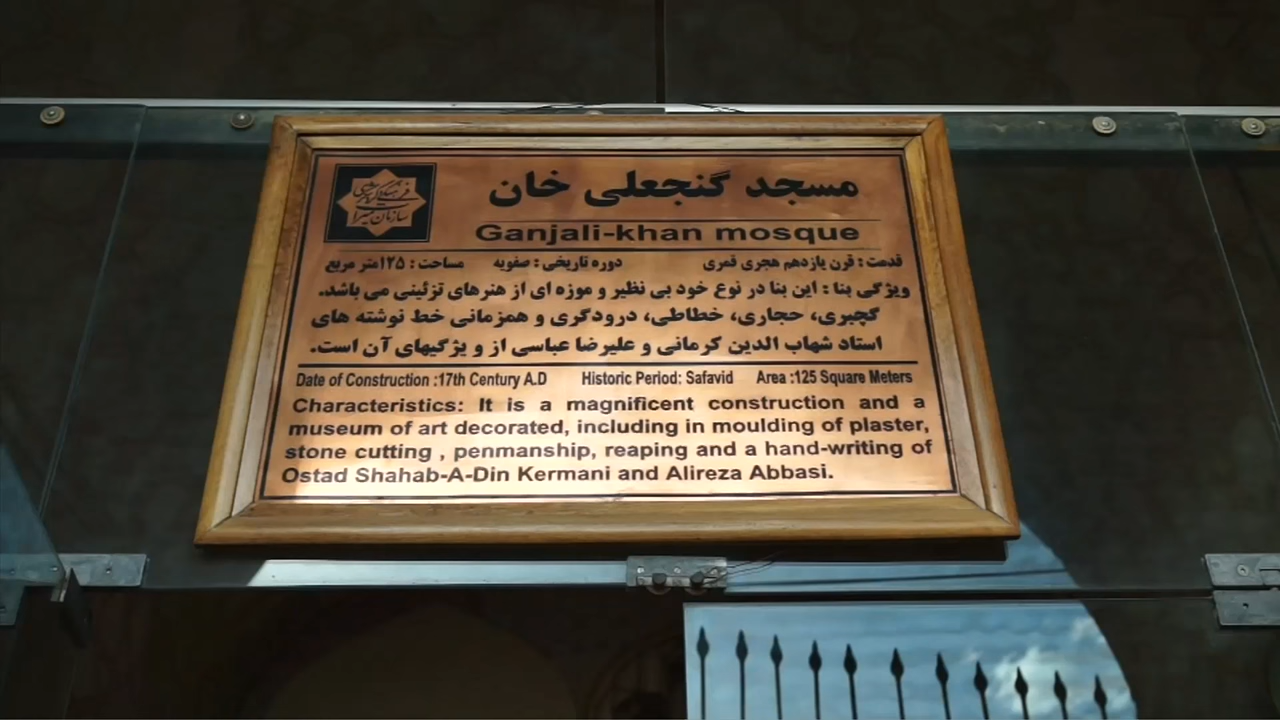 سازمان میراث فرهنگی و گردشگری
مسجد گنجعلی خان
Ganjali-khan mosque
قدمت : قرن یازدهم هجری قمری دوره تاریخی : صفویه مساحت : ۱۲۵متر مربع
ویژگی بنا : این بنا در نوع خود بی نظیر و موزه ای از هنرهای تزئینی می باشد.
گچبری، حجاری، خطاطی، درودگری و همزمانی خط نوشته های
استاد شهاب الدین کرمانی و علیرضا عباسی از و یژگیهای آن است.
Date of Construction :17th Century A.D Historic Period: Safavid Area :125 Square Meters
Characteristics: It is a magnificent construction and a
museum of art decorated, including in moulding of plaster,
stone cutting , penmanship, reaping and a hand-writing of
Ostad Shahab-A-Din Kermani and Alireza Abbasi.